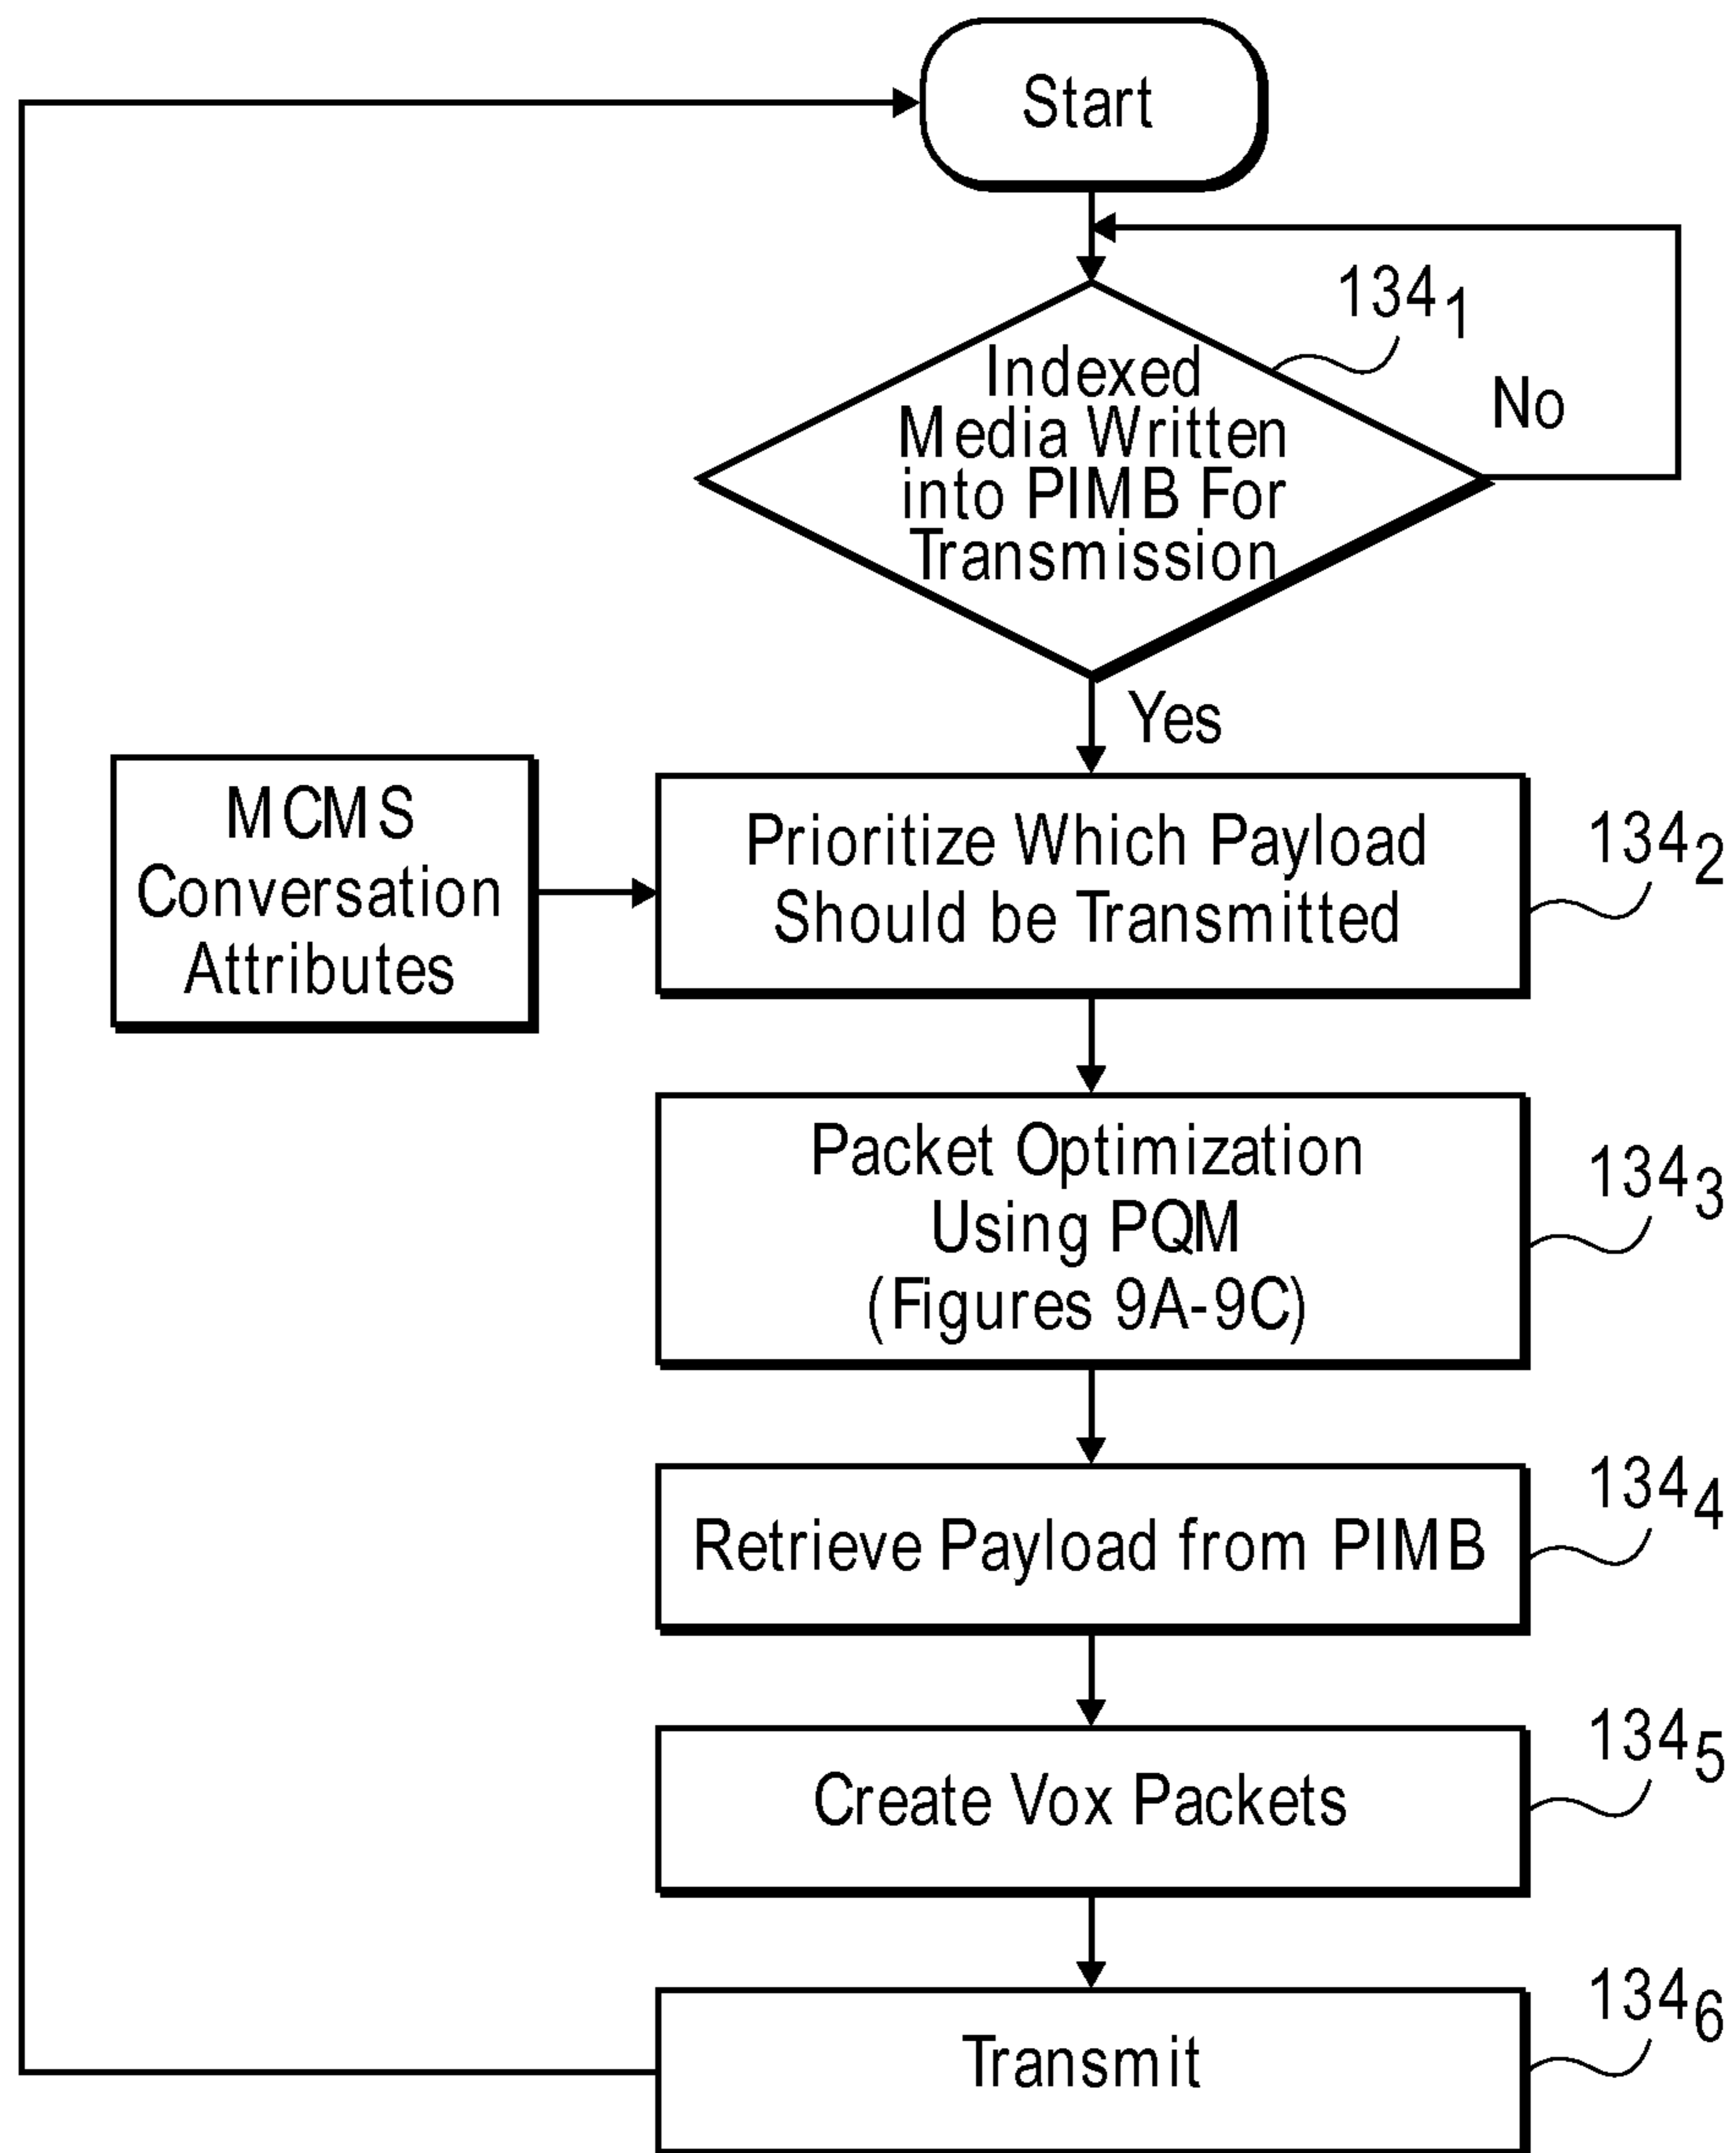 Start
134₁
Indexed
Media Written
into PIMB For
Transmission
No
Yes
MCMS
Conversation
Attributes
Prioritize Which Payload
Should be Transmitted
134₂
Packet Optimization
Using PQM
(Figures 9A-9C)
134₃
Retrieve Payload from PIMB
134₄
Create Vox Packets
134₅
Transmit
134₆